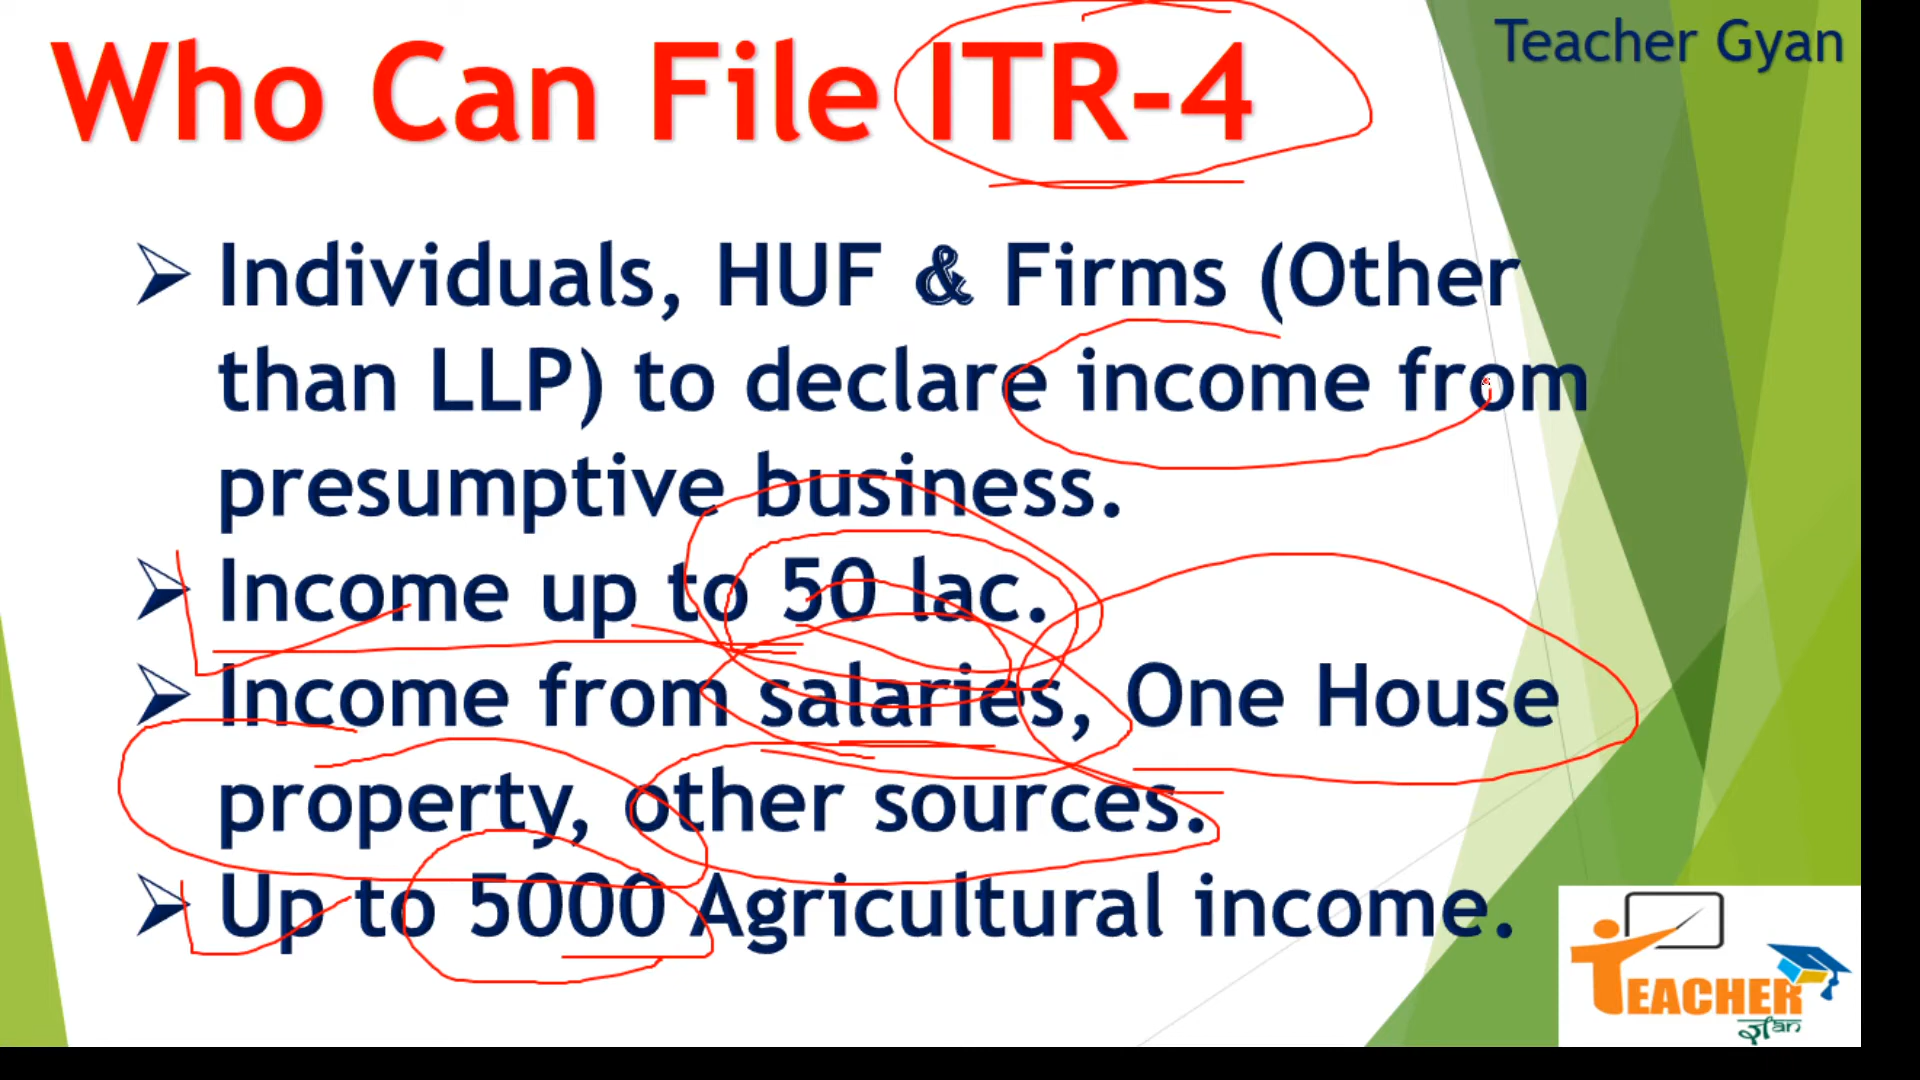 Teacher Gyan
Who Can File ITR-4
Individuals, HUF & Firms (Other
than LLP) to declare income from
presumptive business.
Income up to 50 lac.
Income from salaries, One House
property, other sources.
Up to 5000 Agricultural income.
TEACHER
ज्ञान